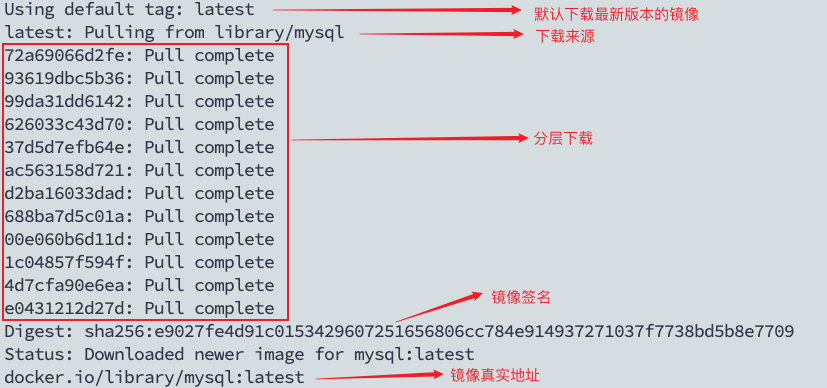 Using default tag: latest
默认下载最新版本的镜像
latest: Pulling from library/mysql
下载来源
72a69066d2fe: Pull complete
93619dbc5b36: Pull complete
99da31dd6142: Pull complete
626033c43d70: Pull complete
分层下载
37d5d7efb64e: Pull complete
ac563158d721: Pull complete
d2ba16033dad: Pull complete
688ba7d5c01a: Pull complete
00e060b6d11d: Pull complete
1c04857f594f: Pull complete
4d7cfa90e6ea: Pull complete
镜像签名
e0431212d27d: Pull complete
Digest: sha256:e9027fe4d91c0153429607251656806cc784e914937271037f7738bd5b8e7709
Status: Downloaded newer image for mysql:latest
docker.io/library/mysql:latest
镜像真实地址